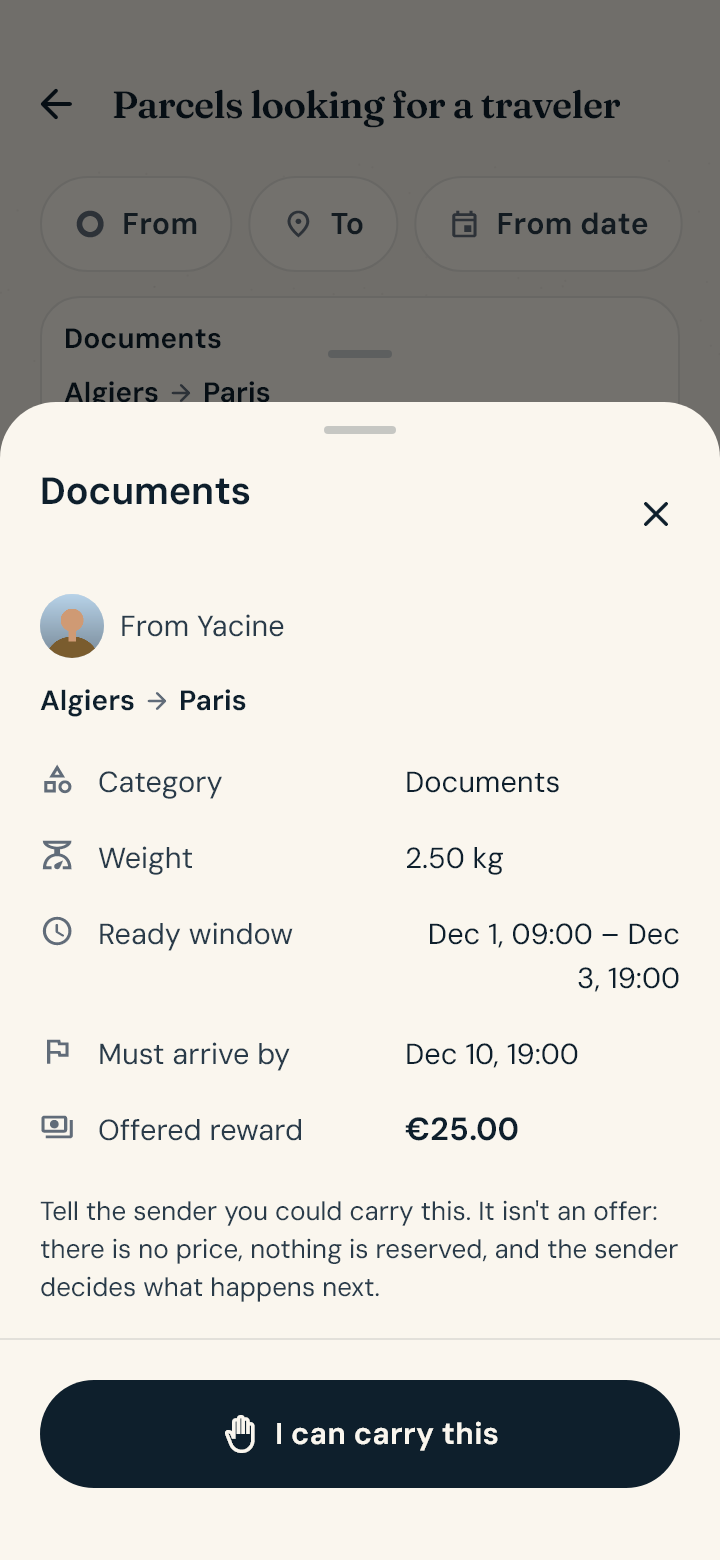 Parcels looking for a traveler
From
To
From date
Documents
Algiers → Paris
Documents
From Yacine
Algiers → Paris
Category
Documents
Weight
2.50 kg
Ready window
Dec 1, 09:00 – Dec
3, 19:00
Must arrive by
Dec 10, 19:00
Offered reward
€25.00
Tell the sender you could carry this. It isn't an offer:
there is no price, nothing is reserved, and the sender
decides what happens next.
I can carry this